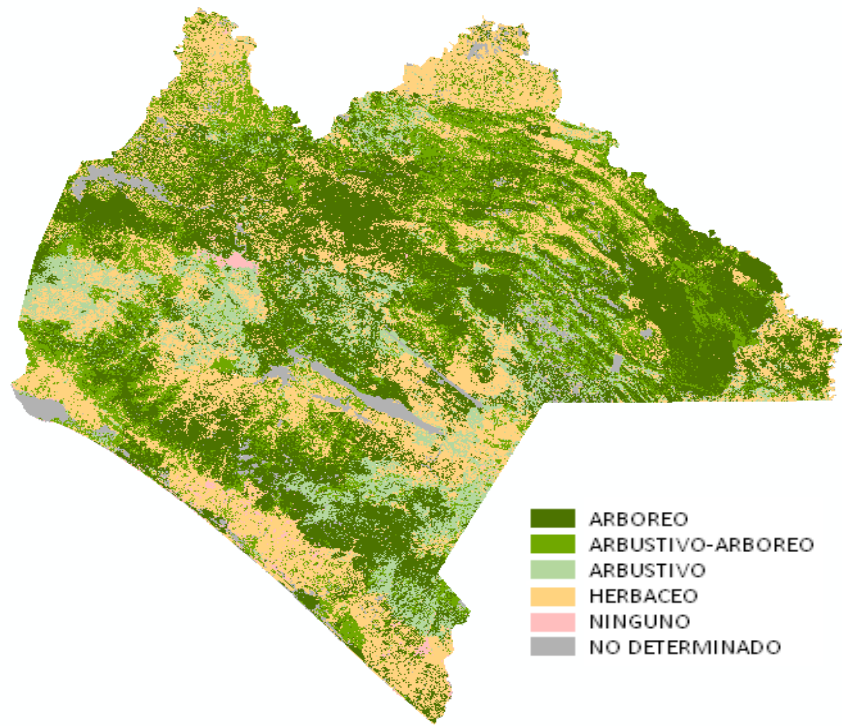 ARBOREO
ARBUSTIVO-ARBOREO
ARBUSTIVO
HERBACEO
NINGUNO
NO DETERMINADO